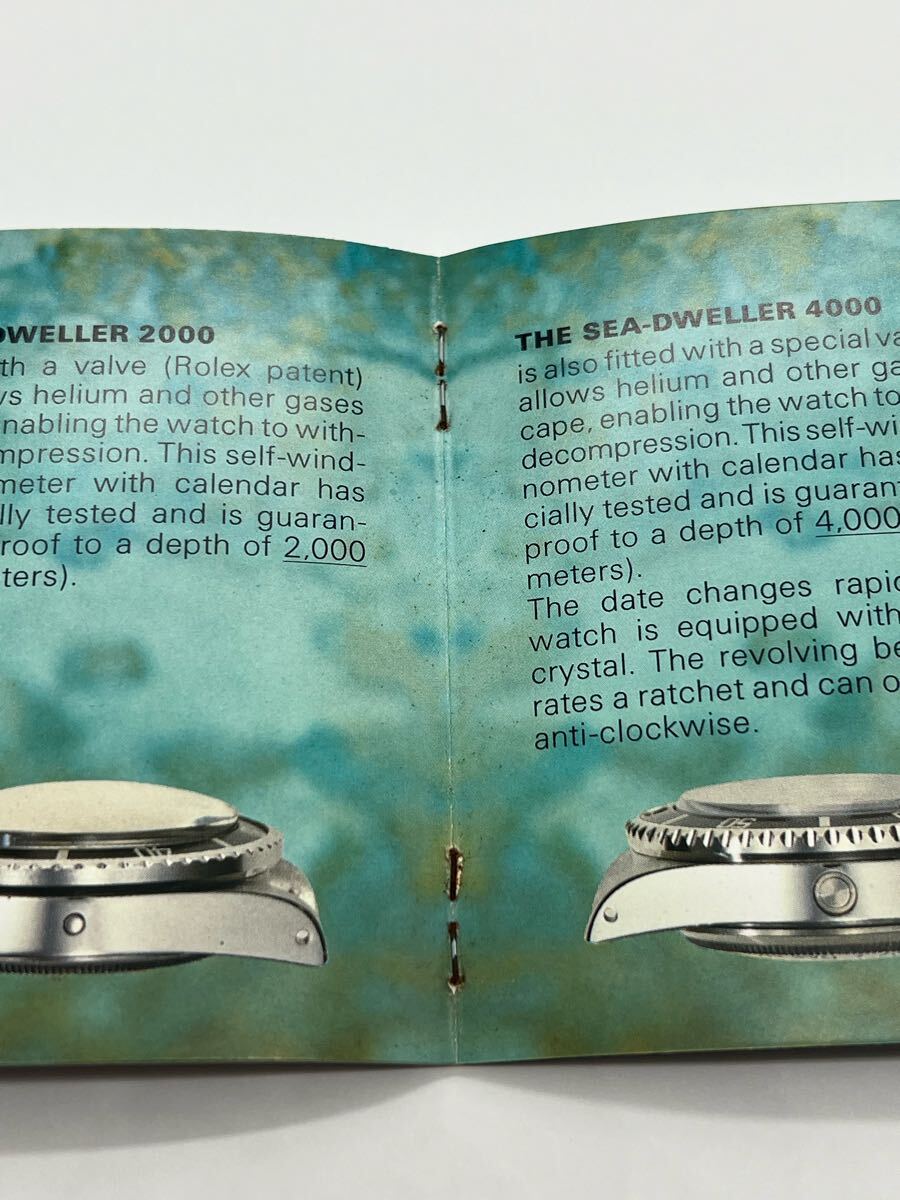 DWELLER 2000
th a valve (Rolex patent)
ws helium and other gases
nabling the watch to with-
mpression. This self-wind-
meter with calendar has
lly tested and is guaran-
roof to a depth of 2,000
ters).
THE SEA-DWELLER 4000
is also fitted with a special va
allows helium and other ga
cape, enabling the watch to
decompression. This self-wi
nometer with calendar has
cially tested and is guaran
proof to a depth of 4,000
meters).
The date changes rapid
watch is equipped with
crystal. The revolving be
rates a ratchet and can o
anti-clockwise.
50